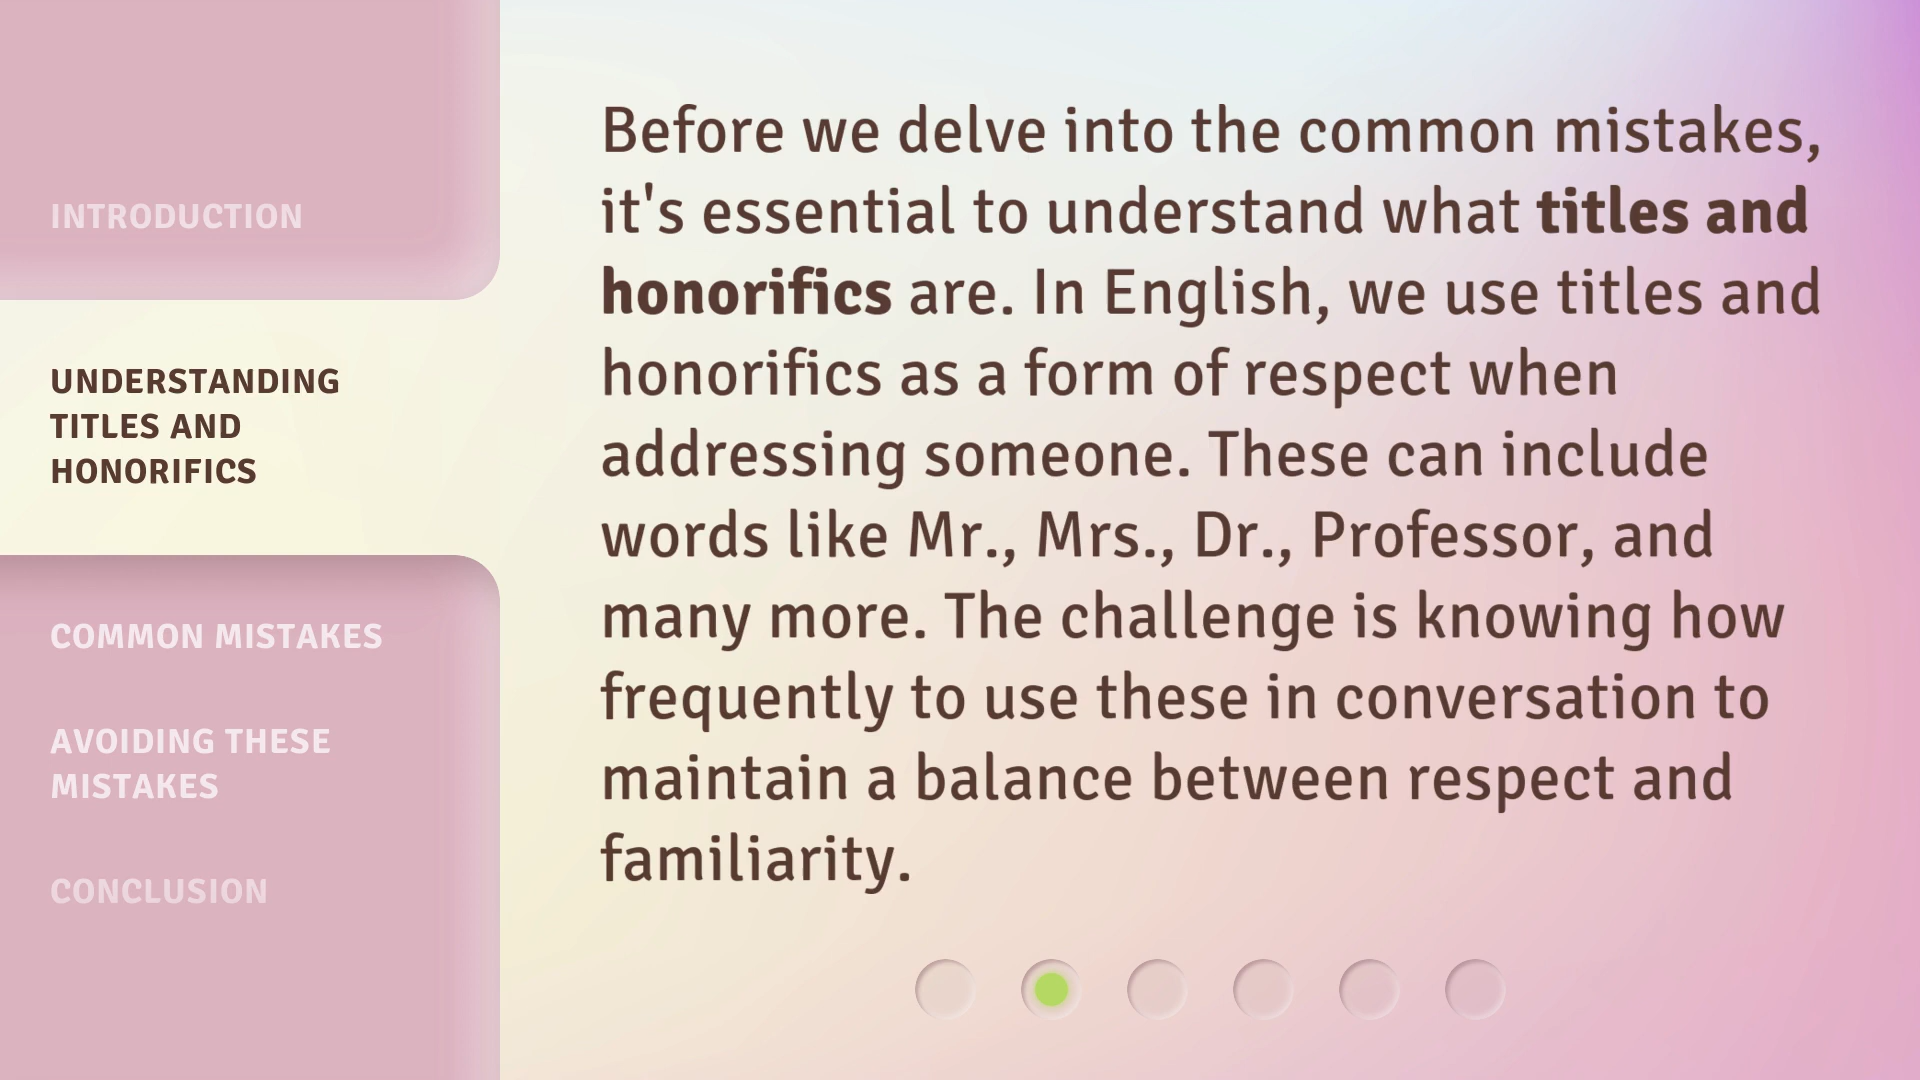 INTRODUCTION
UNDERSTANDING
TITLES AND
HONORIFICS
COMMON MISTAKES
AVOIDING THESE
MISTAKES
CONCLUSION
Before we delve into the common mistakes,
it's essential to understand what titles and
honorifics are. In English, we use titles and
honorifics as a form of respect when
addressing someone. These can include
words like Mr., Mrs., Dr., Professor, and
many more. The challenge is knowing how
frequently to use these in conversation to
maintain a balance between respect and
familiarity.